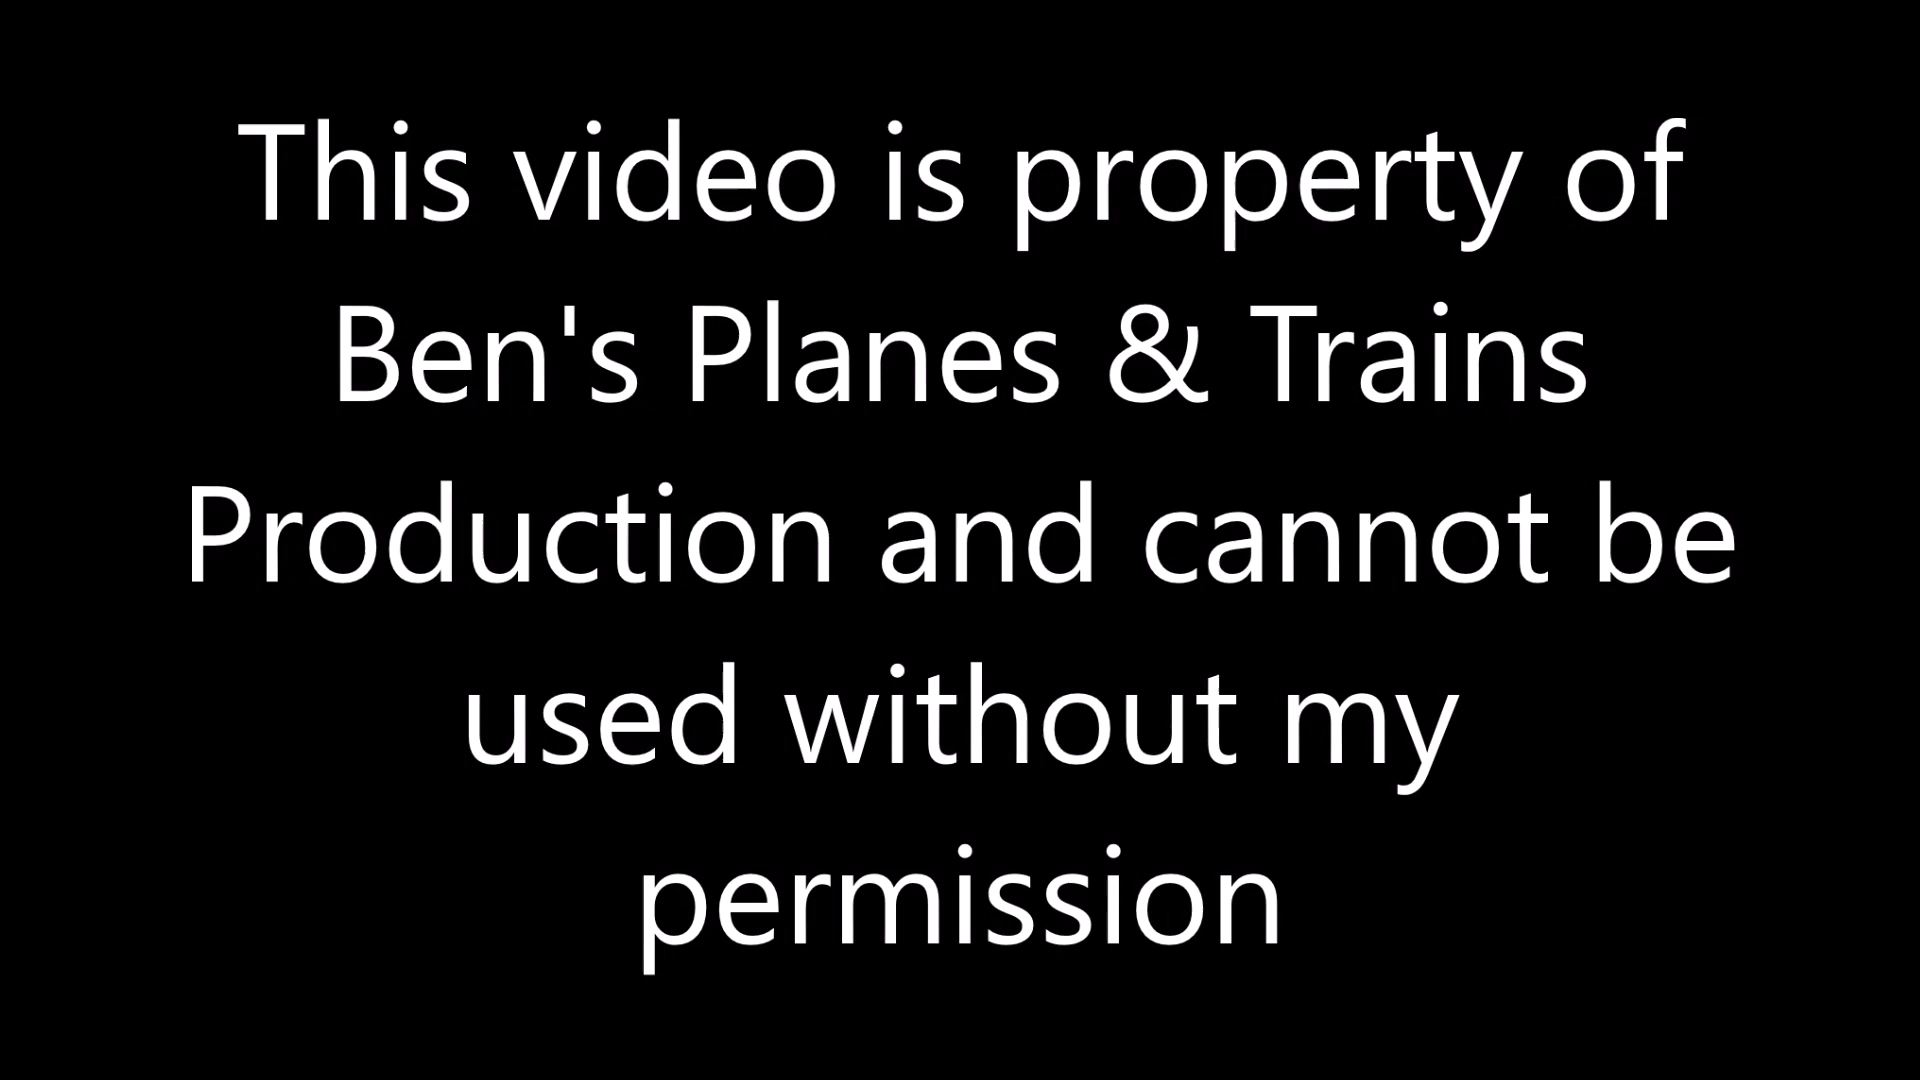 This video is property of
Ben's Planes & Trains
Production and cannot be
used without my
permission